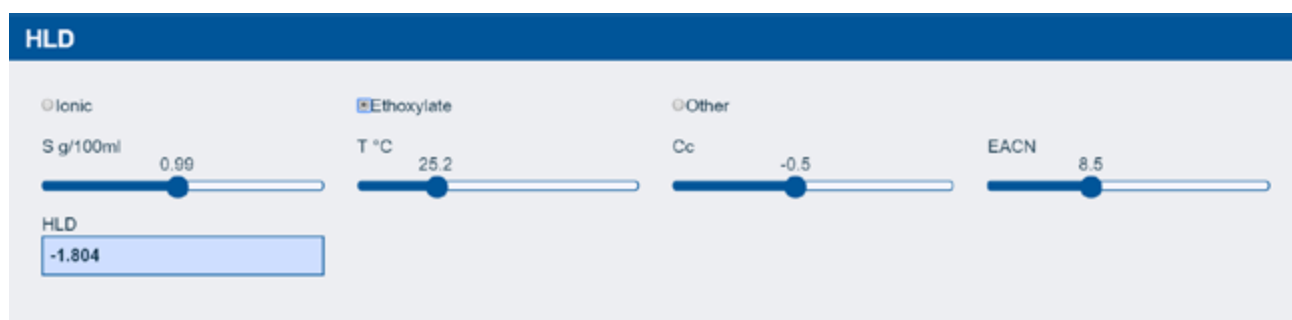 HLD
Ionic Ethoxylate Other
S g/100ml T °C Cc EACN
0.99 25.2 -0.5 8.5
HLD
-1.804